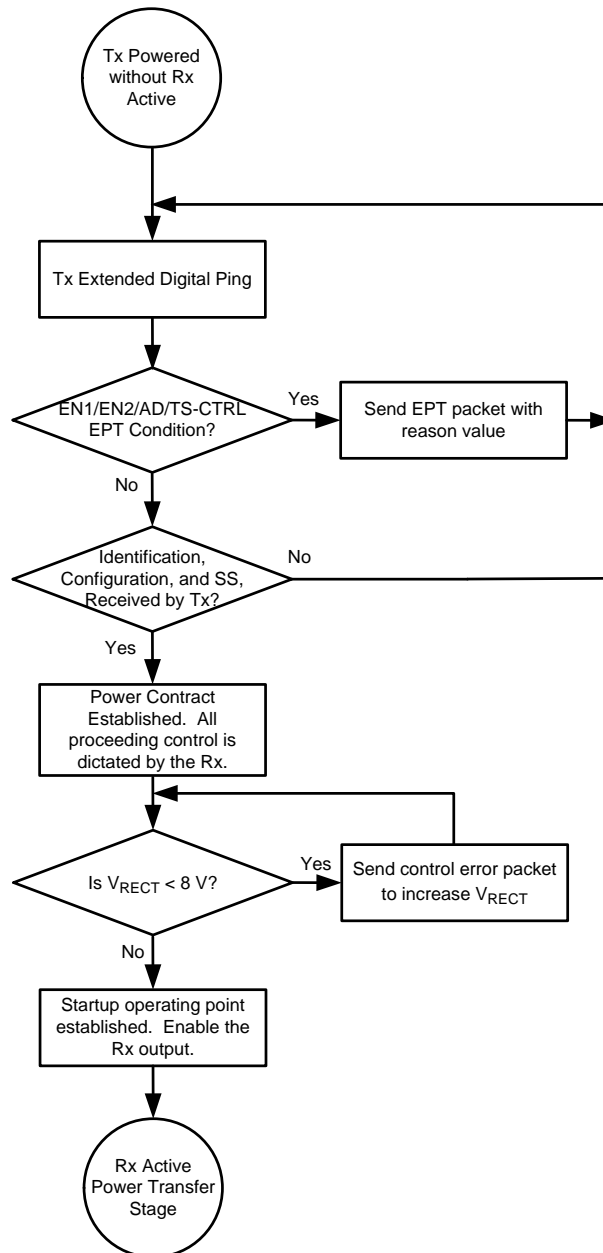 Tx Powered
without Rx
Active
Tx Extended Digital Ping
EN1/EN2/AD/TS-CTRL
EPT Condition?
Yes
Send EPT packet with
reason value
No
Identification,
Configuration, and SS,
Received by Tx?
No
Yes
Power Contract
Established.  All
proceeding control is
dictated by the Rx.
Is VRECT < 8 V?
Yes
Send control error packet
to increase VRECT
No
Startup operating point
established.  Enable the
Rx output.
Rx Active
Power Transfer
Stage